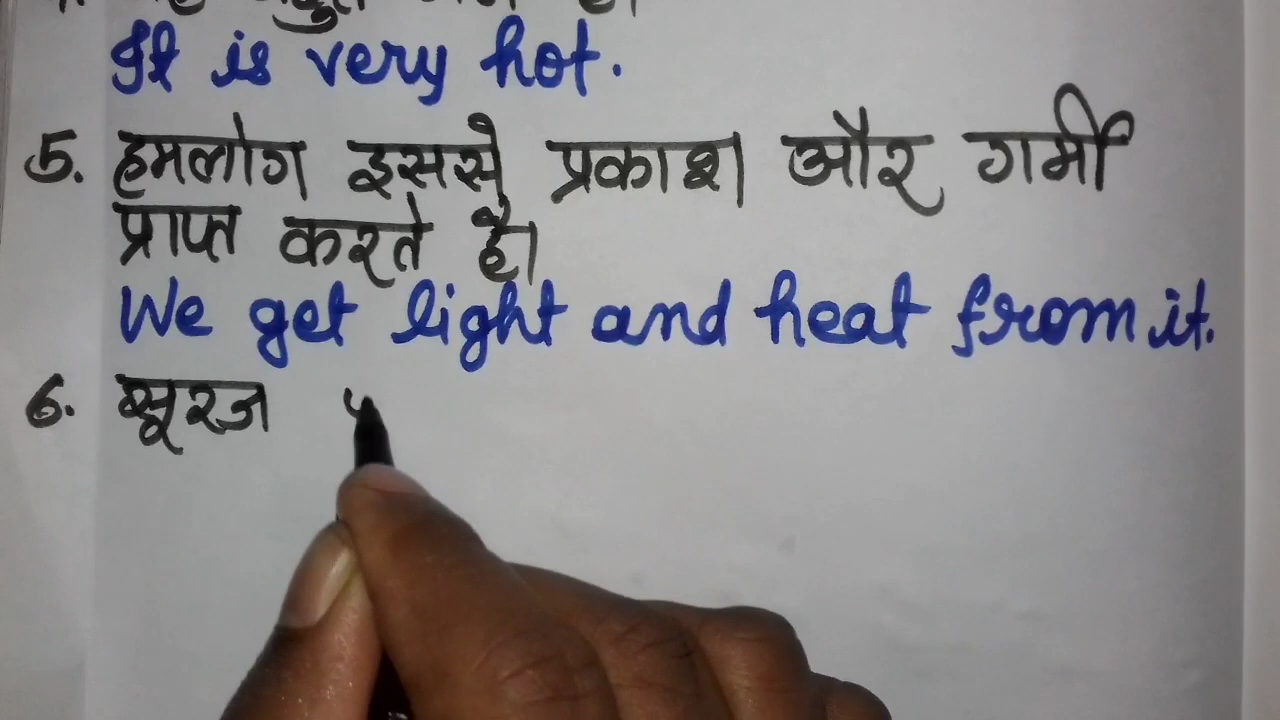 It is very hot.
5. हमलोग इससे प्रकाश और गर्मी
प्राप्त करते है।
We get light and heat from it.
6. सूरज